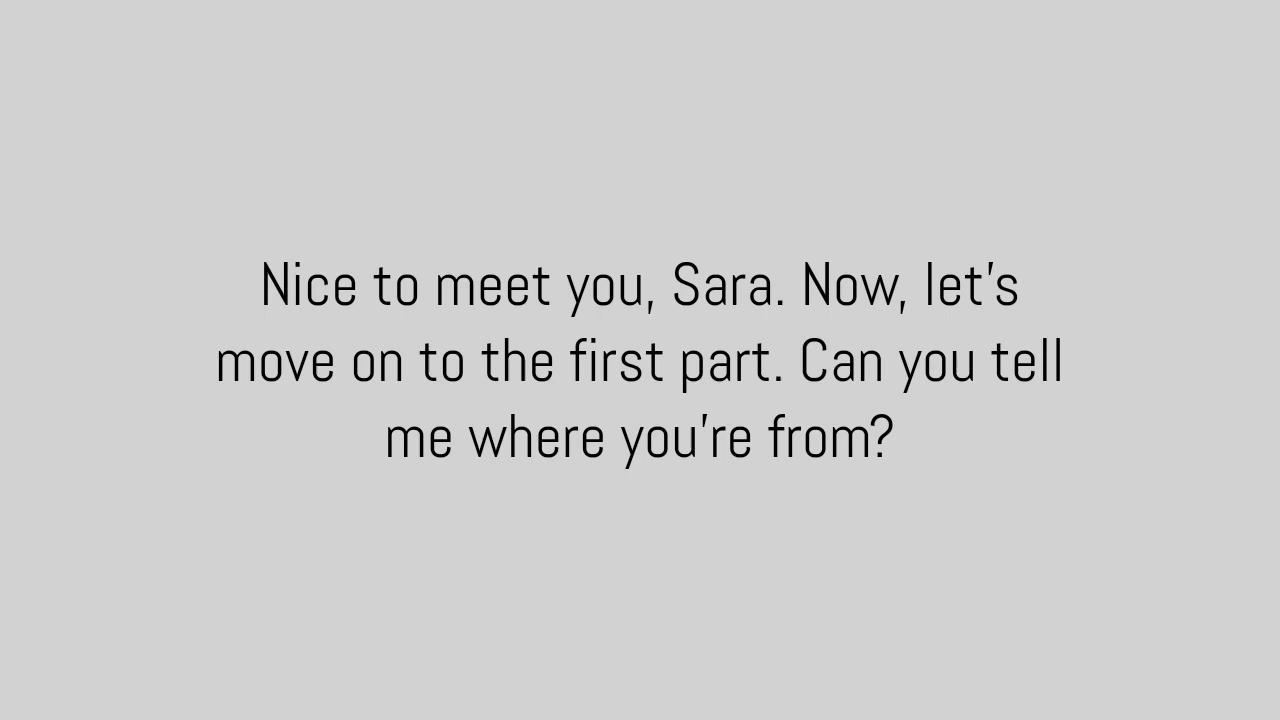 Nice to meet you, Sara. Now, let's
move on to the first part. Can you tell
me where you're from?